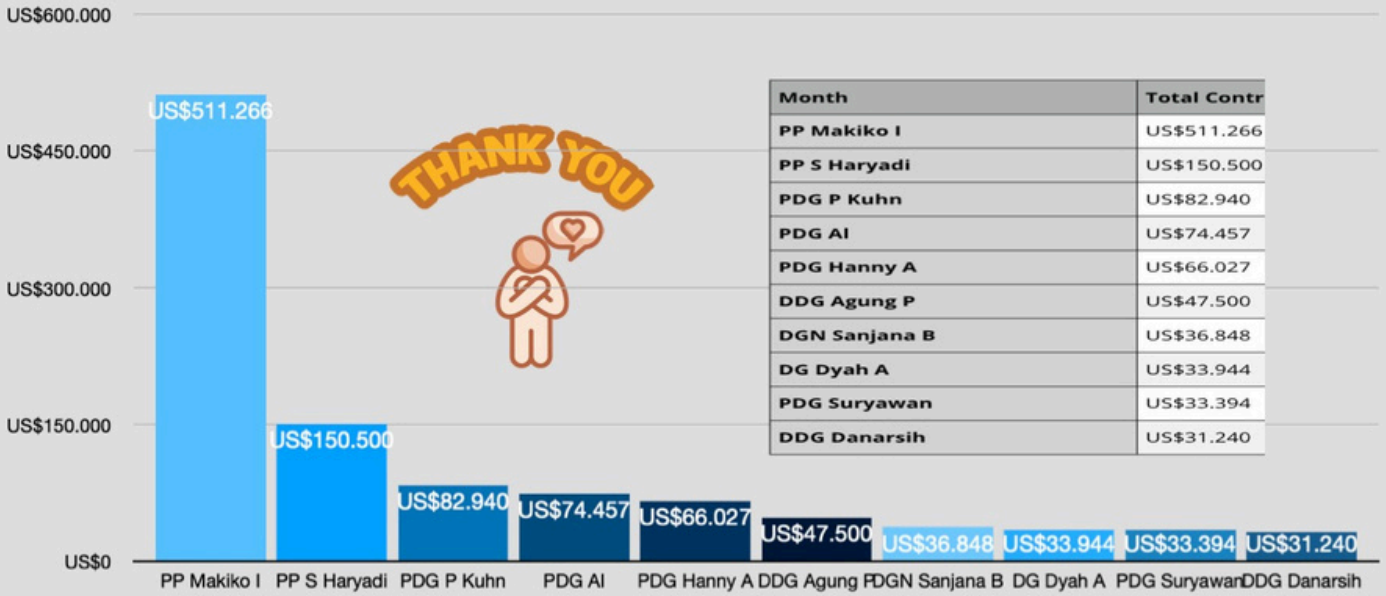 US$600.000
US$450.000
US$300.000
US$150.000
US$0
US$511.266
US$150.500
US$82.940
US$74.457
US$66.027
US$47.500
US$36.848
US$33.944
US$33.394
US$31.240
PP Makiko I
PP S Haryadi
PDG P Kuhn
PDG Al
PDG Hanny A
DDG Agung P
DGN Sanjana B
DG Dyah A
PDG Suryawan
DDG Danarsih
THANK YOU
Month Total Contr
PP Makiko I US$511.266
PP S Haryadi US$150.500
PDG P Kuhn US$82.940
PDG Al US$74.457
PDG Hanny A US$66.027
DDG Agung P US$47.500
DGN Sanjana B US$36.848
DG Dyah A US$33.944
PDG Suryawan US$33.394
DDG Danarsih US$31.240